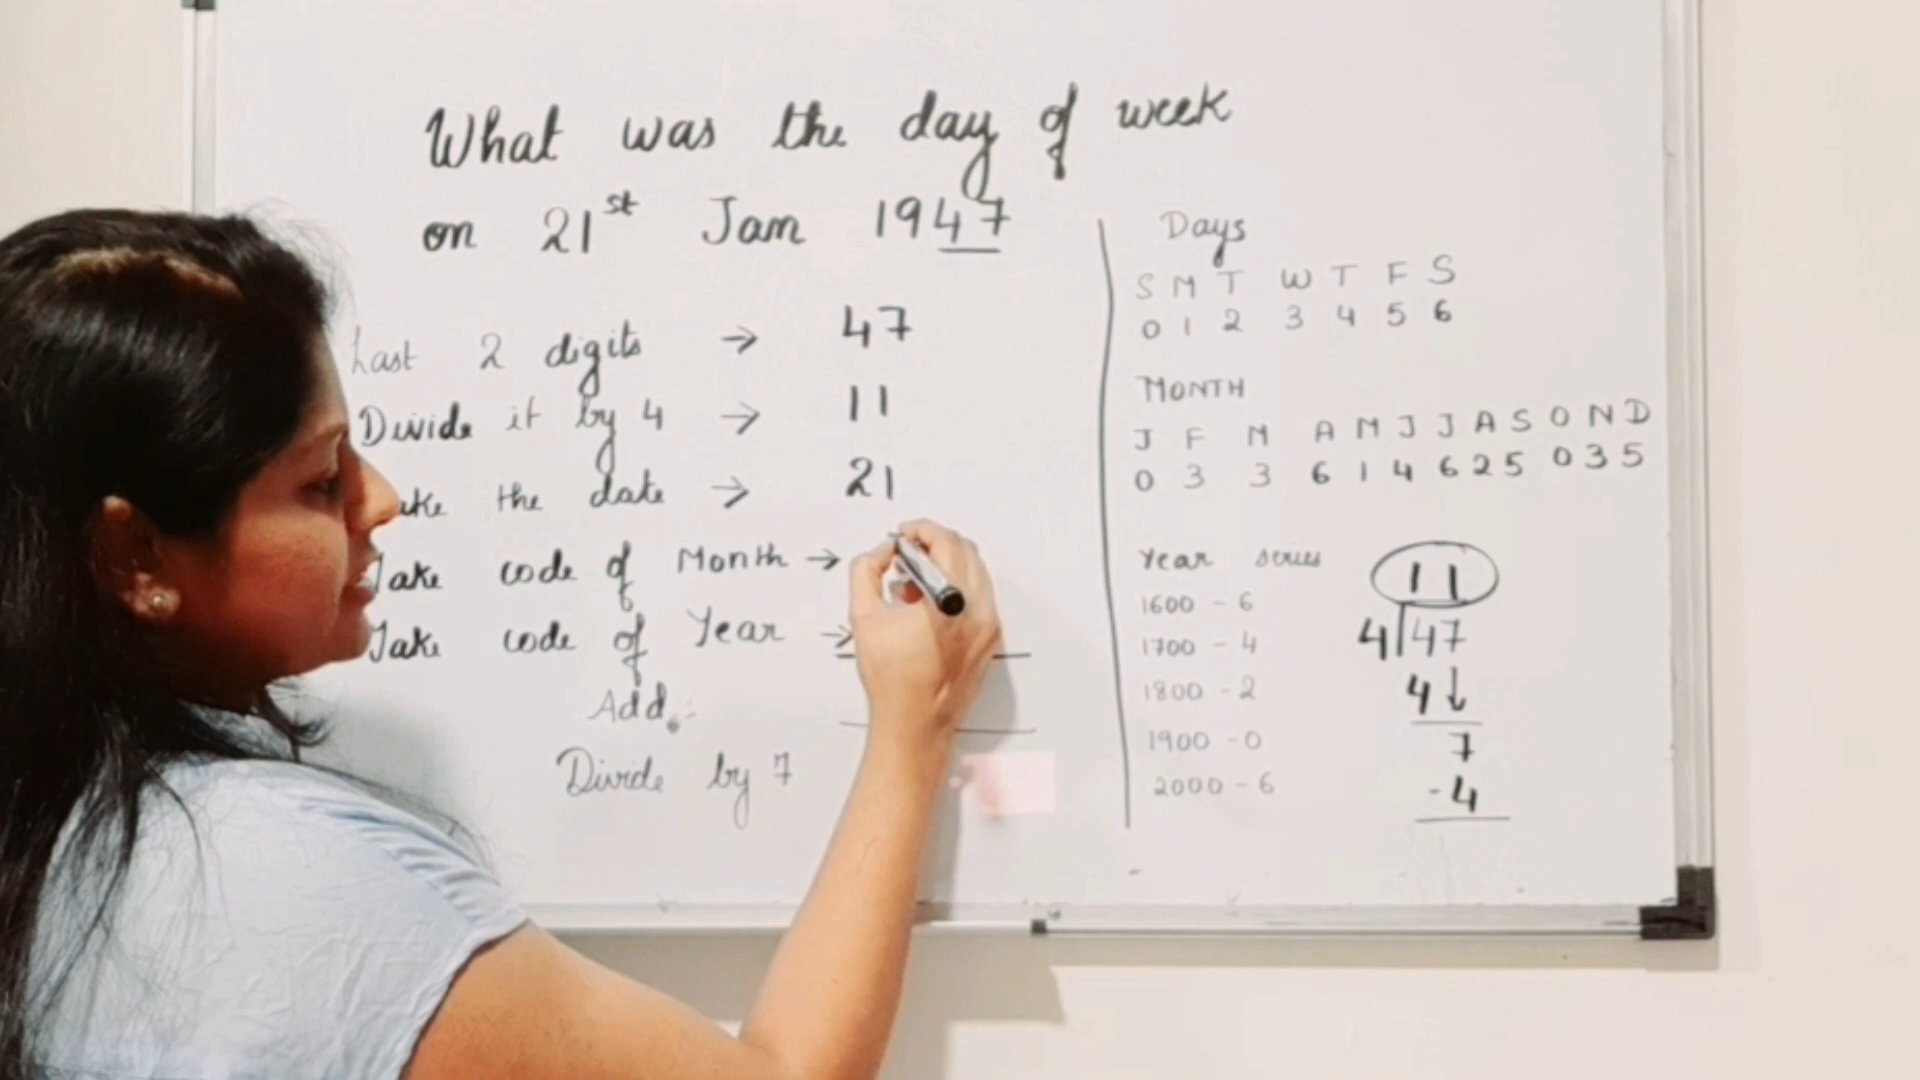 What was the day of week
on 21st Jan 1947
Last 2 digits → 47
Divide it by 4 → 11
ake the date → 21
Take code of Month →
Take code of Year →
Add :-
Divide by 7
Days
S M T W T F S
0 1 2 3 4 5 6
MONTH
J F M A M J J A S O N D
0 3 3 6 1 4 6 2 5 0 3 5
Year series
1600 - 6
1700 - 4
1800 - 2
1900 - 0
2000 - 6
11
4 47
4 ↓
7
- 4